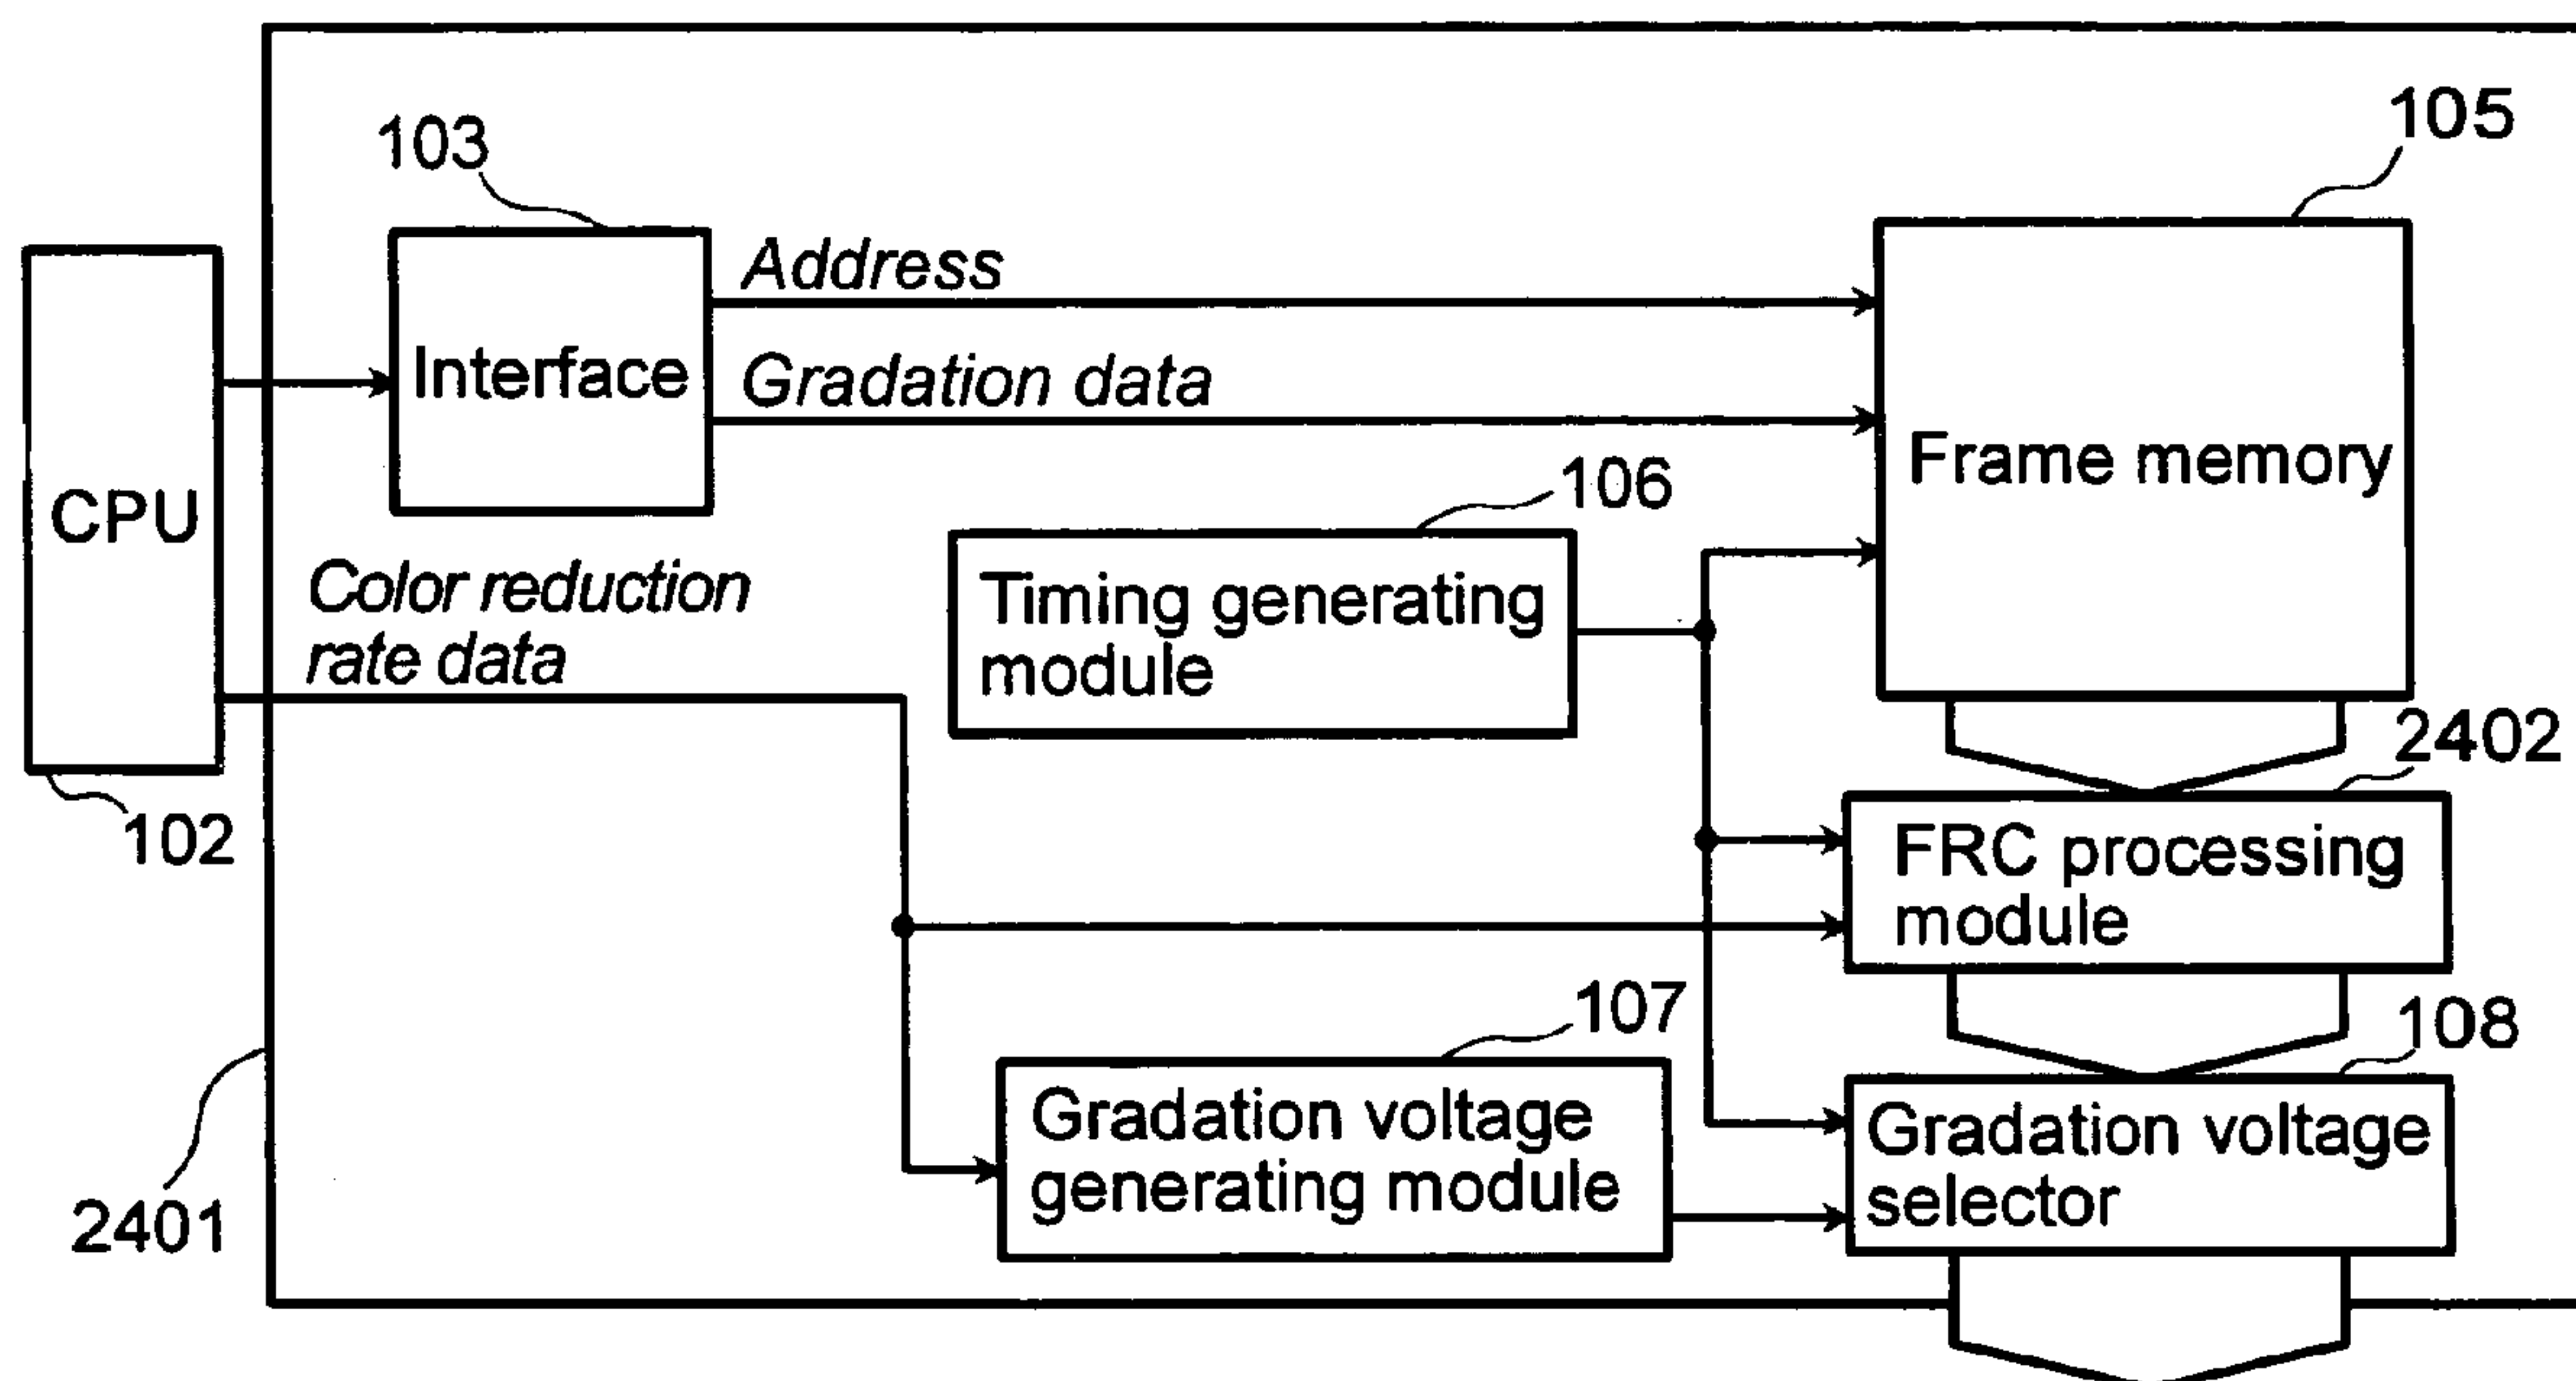 105
103
Address
Interface
Gradation data
Frame memory
106
CPU
Color reduction
rate data
Timing generating
module
2402
102
FRC processing
module
107
108
Gradation voltage
generating module
Gradation voltage
selector
2401